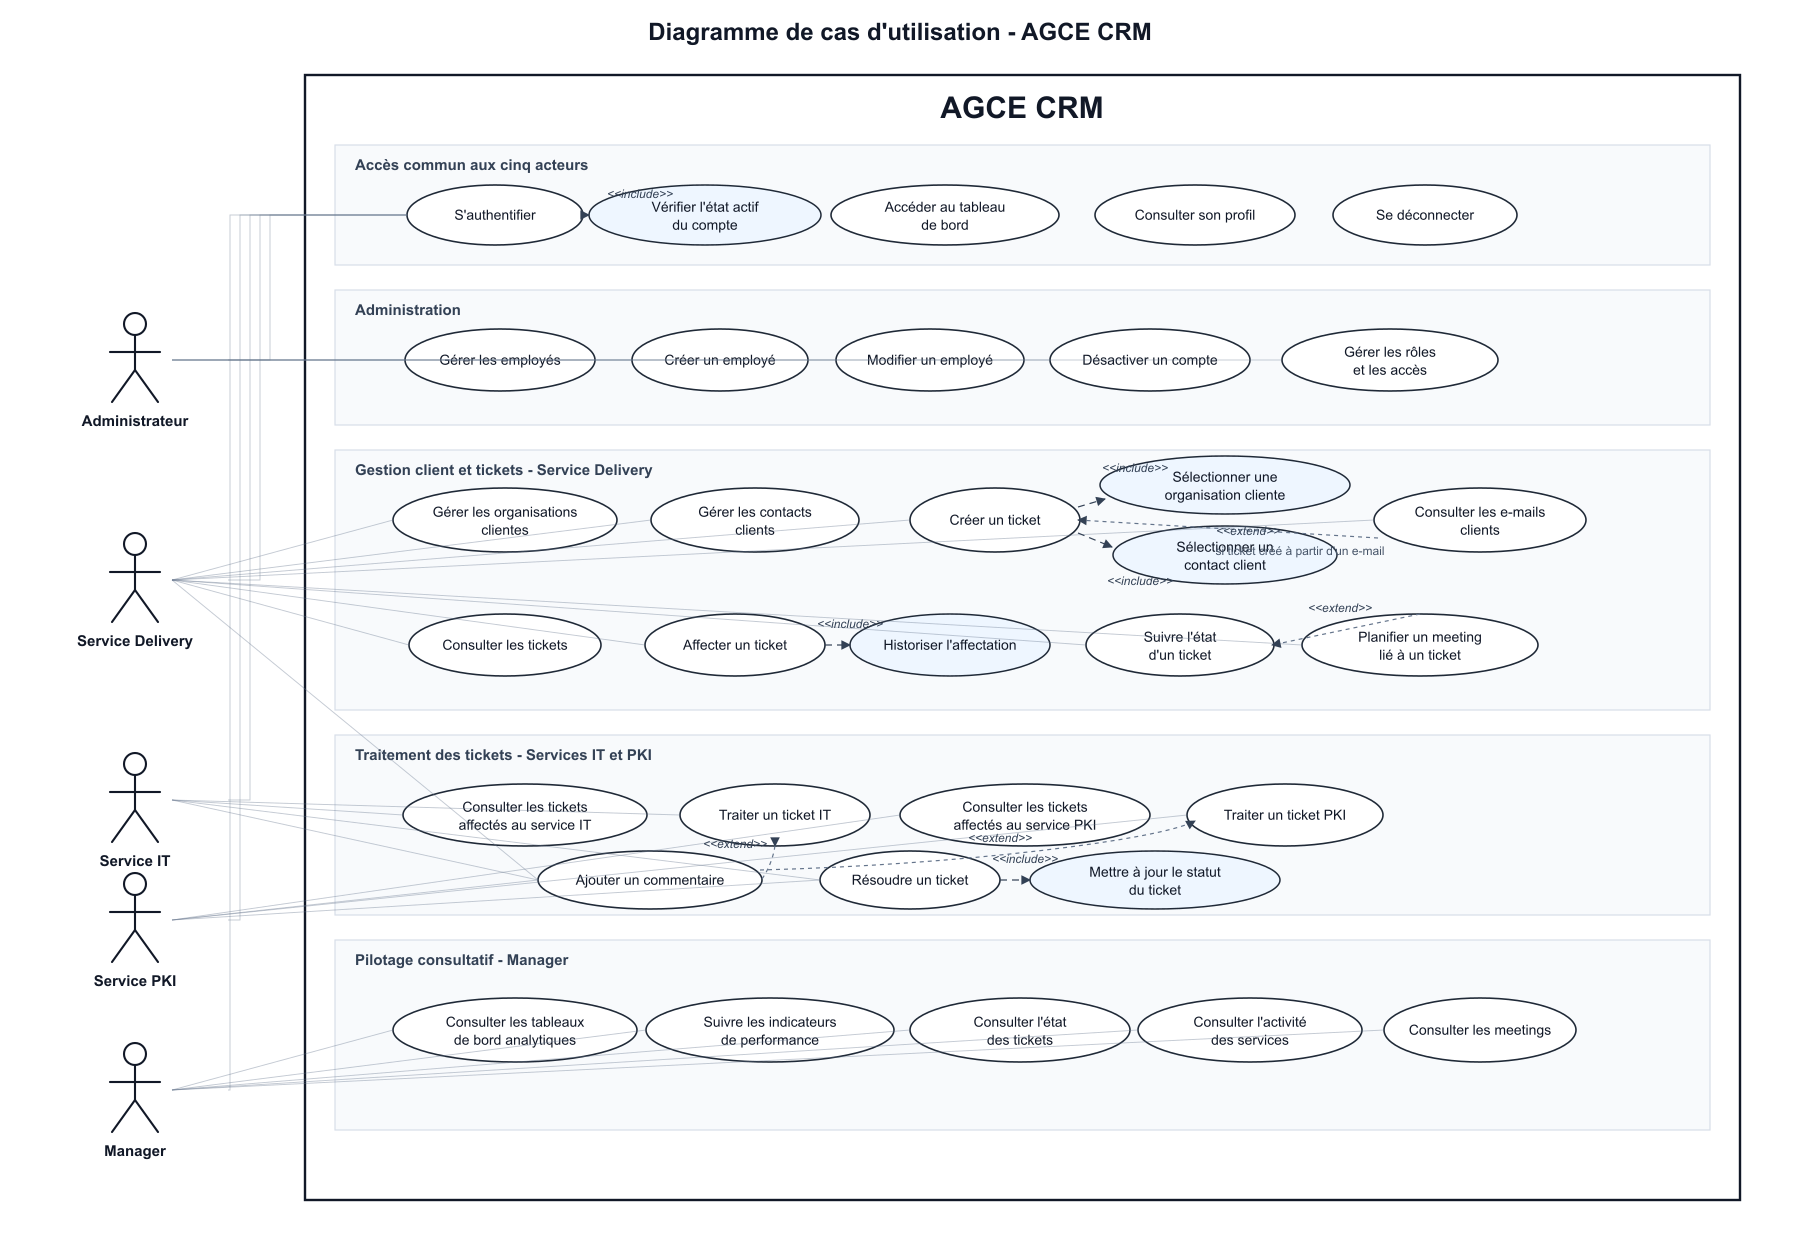 Diagramme de cas d'utilisation - AGCE CRM
AGCE CRM
Accès commun aux cinq acteurs
S'authentifier
<<include>>
Vérifier l'état actif
du compte
Accéder au tableau
de bord
Consulter son profil
Se déconnecter
Administration
Gérer les employés
Créer un employé
Modifier un employé
Désactiver un compte
Gérer les rôles
et les accès
Administrateur
Gestion client et tickets - Service Delivery
Gérer les organisations
clientes
Gérer les contacts
clients
Créer un ticket
<<include>>
Sélectionner une
organisation cliente
<<extend>>
si ticket créé à partir d'un e-mail
Sélectionner un
contact client
<<include>>
Consulter les e-mails
clients
Service Delivery
Consulter les tickets
Affecter un ticket
<<include>>
Historiser l'affectation
Suivre l'état
d'un ticket
<<extend>>
Planifier un meeting
lié à un ticket
Traitement des tickets - Services IT et PKI
Consulter les tickets
affectés au service IT
Traiter un ticket IT
Consulter les tickets
affectés au service PKI
Traiter un ticket PKI
<<extend>>
<<extend>>
Ajouter un commentaire
Résoudre un ticket
<<include>>
Mettre à jour le statut
du ticket
Service IT
Service PKI
Pilotage consultatif - Manager
Consulter les tableaux
de bord analytiques
Suivre les indicateurs
de performance
Consulter l'état
des tickets
Consulter l'activité
des services
Consulter les meetings
Manager